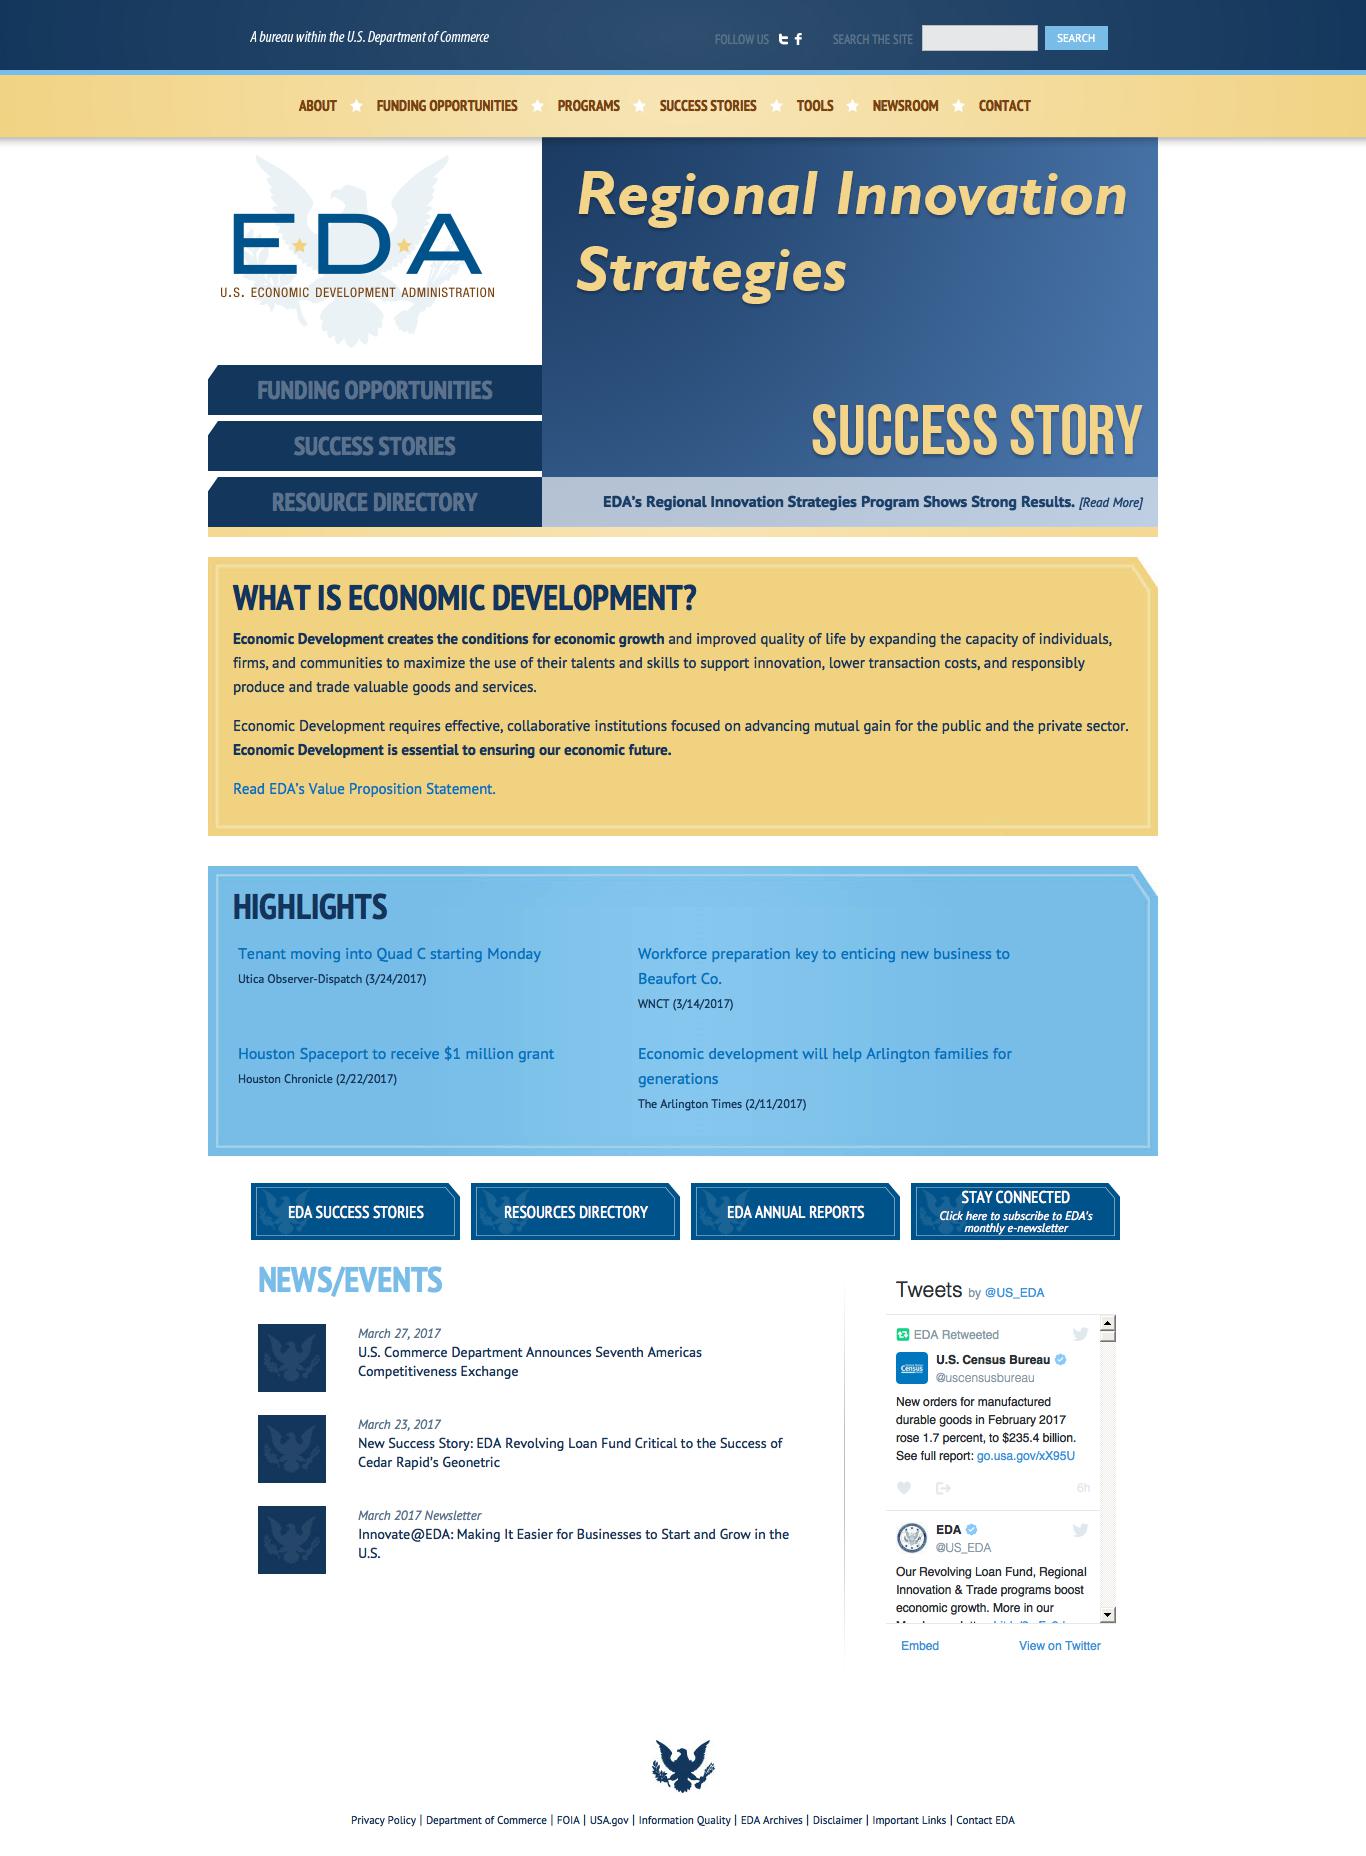 A bureau within the U.S. Department of Commerce
FOLLOW US
SEARCH THE SITE
SEARCH
ABOUT
FUNDING OPPORTUNITIES
PROGRAMS
SUCCESS STORIES
TOOLS
NEWSROOM
CONTACT
EDA
U.S. ECONOMIC DEVELOPMENT ADMINISTRATION
FUNDING OPPORTUNITIES
SUCCESS STORIES
RESOURCE DIRECTORY
Regional Innovation
Strategies
SUCCESS STORY
EDA's Regional Innovation Strategies Program Shows Strong Results. [Read More]
WHAT IS ECONOMIC DEVELOPMENT?
Economic Development creates the conditions for economic growth and improved quality of life by expanding the capacity of individuals,
firms, and communities to maximize the use of their talents and skills to support innovation, lower transaction costs, and responsibly
produce and trade valuable goods and services.
Economic Development requires effective, collaborative institutions focused on advancing mutual gain for the public and the private sector.
Economic Development is essential to ensuring our economic future.
Read EDA's Value Proposition Statement.
HIGHLIGHTS
Tenant moving into Quad C starting Monday
Utica Observer-Dispatch (3/24/2017)
Workforce preparation key to enticing new business to
Beaufort Co.
WNCT (3/14/2017)
Houston Spaceport to receive $1 million grant
Houston Chronicle (2/22/2017)
Economic development will help Arlington families for
generations
The Arlington Times (2/11/2017)
EDA SUCCESS STORIES
RESOURCES DIRECTORY
EDA ANNUAL REPORTS
STAY CONNECTED
Click here to subscribe to EDA's
monthly e-newsletter
NEWS/EVENTS
March 27, 2017
U.S. Commerce Department Announces Seventh Americas
Competitiveness Exchange
March 23, 2017
New Success Story: EDA Revolving Loan Fund Critical to the Success of
Cedar Rapid's Geonetric
March 2017 Newsletter
Innovate@EDA: Making It Easier for Businesses to Start and Grow in the
U.S.
Tweets by @US_EDA
EDA Retweeted
Census
U.S. Census Bureau
@uscensusbureau
New orders for manufactured
durable goods in February 2017
rose 1.7 percent, to $235.4 billion.
See full report: go.usa.gov/xX95U
6h
EDA
@US_EDA
Our Revolving Loan Fund, Regional
Innovation & Trade programs boost
economic growth. More in our
Embed
View on Twitter
Privacy Policy | Department of Commerce | FOIA | USA.gov | Information Quality | EDA Archives | Disclaimer | Important Links | Contact EDA